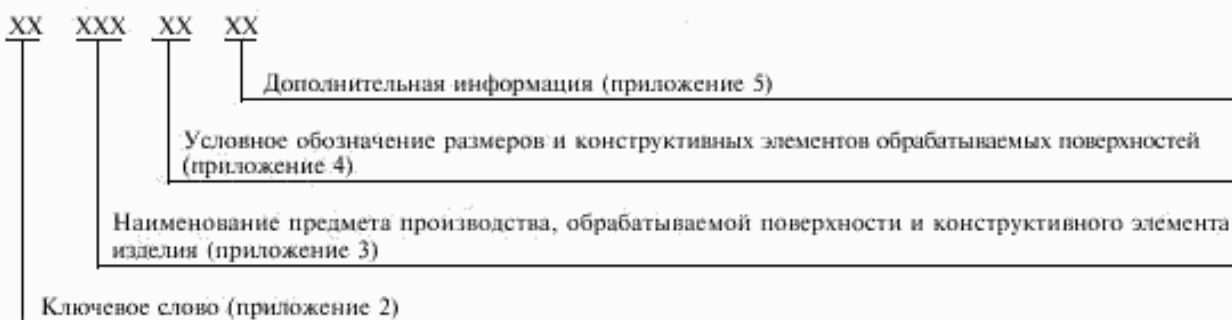 XX XXX XX XX
Дополнительная информация (приложение 5)
Условное обозначение размеров и конструктивных элементов обрабатываемых поверхностей
(приложение 4)
Наименование предмета производства, обрабатываемой поверхности и конструктивного элемента
изделия (приложение 3)
Ключевое слово (приложение 2)